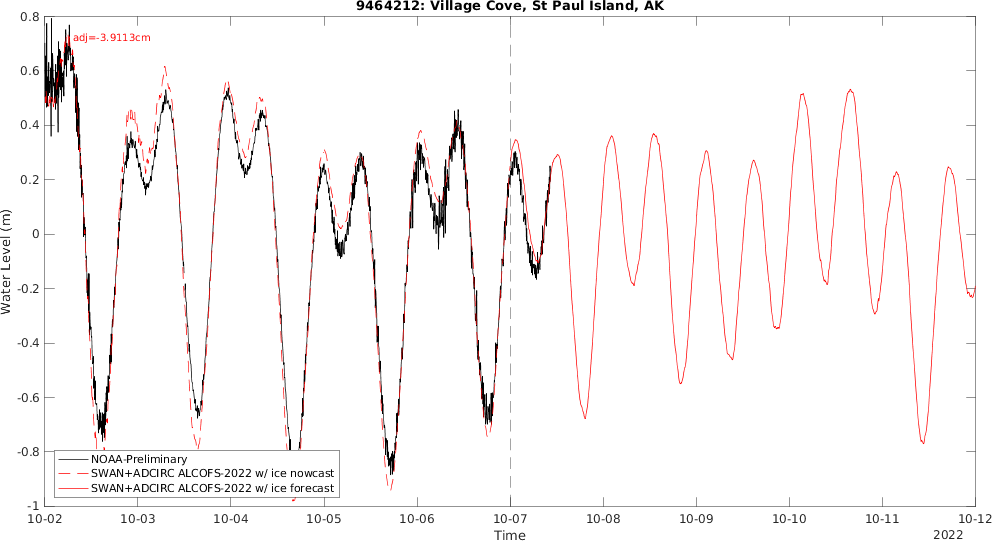 9464212: Village Cove, St Paul Island, AK
adj=-3.9113cm
Water Level (m)
0.8
0.6
0.4
0.2
0
-0.2
-0.4
-0.6
-0.8
-1
NOAA-Preliminary
SWAN+ADCIRC ALCOFS-2022 w/ ice nowcast
SWAN+ADCIRC ALCOFS-2022 w/ ice forecast
10-02 10-03 10-04 10-05 10-06 10-07 10-08 10-09 10-10 10-11 10-12
Time
2022